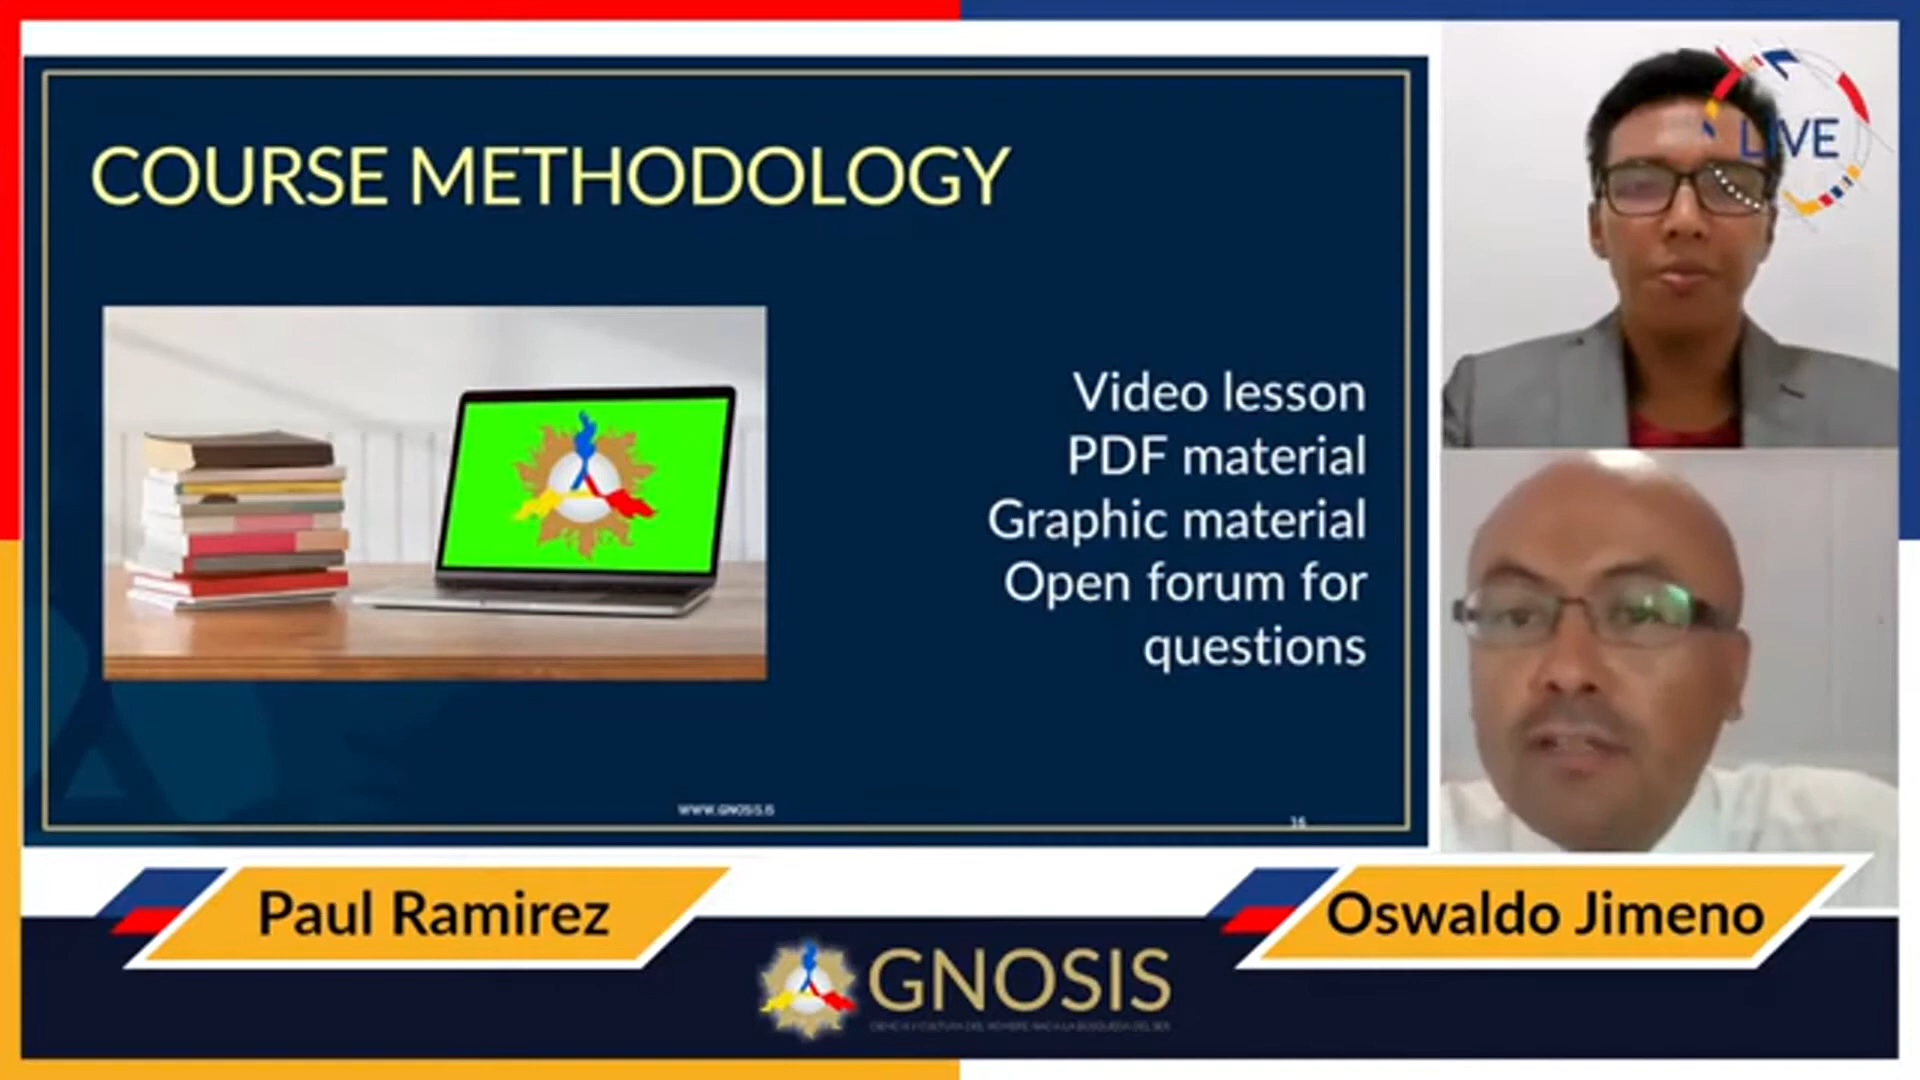 COURSE METHODOLOGY
LIVE
Video lesson
PDF material
Graphic material
Open forum for
questions
WWW.GNOSIS.IS
16
Paul Ramirez
Oswaldo Jimeno
GNOSIS